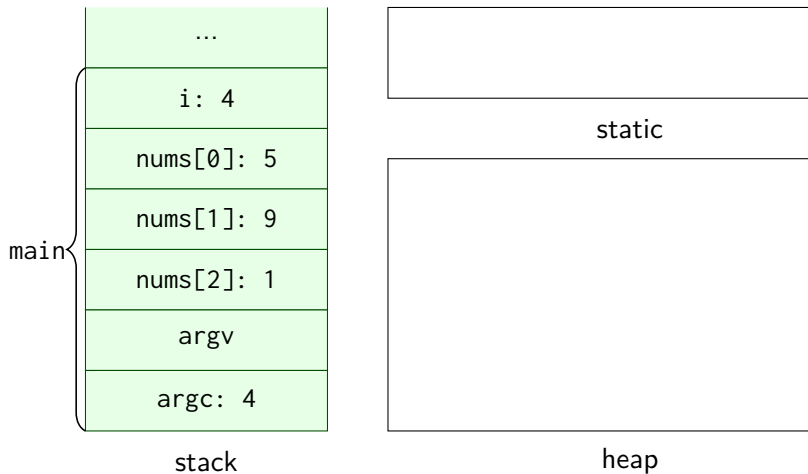 ...
i: 4
nums[0]: 5
nums[1]: 9
nums[2]: 1
argv
argc: 4
main
stack
static
heap